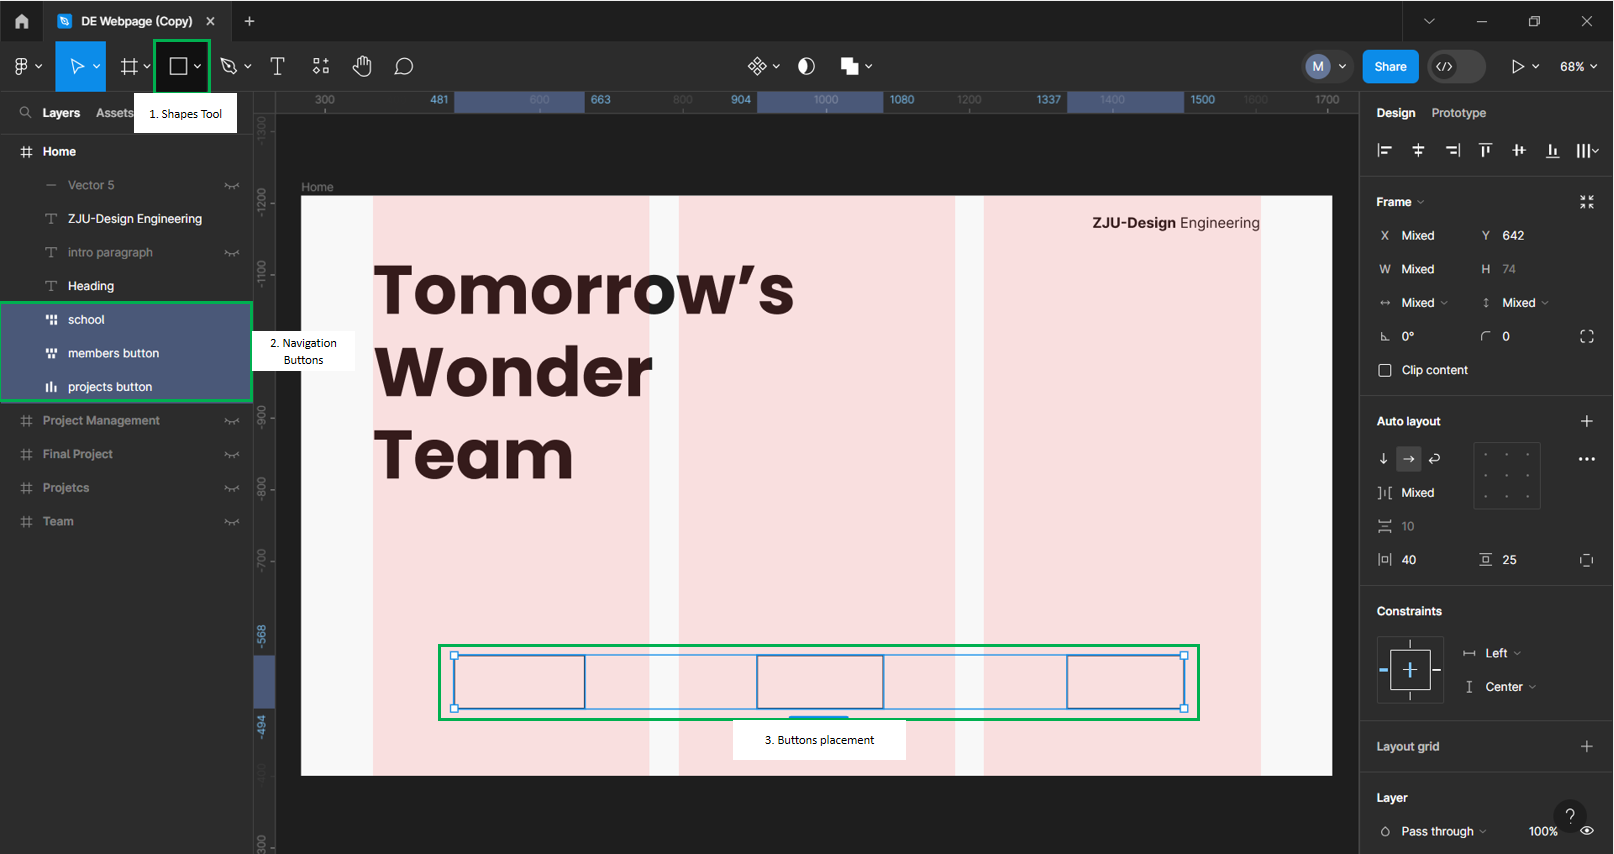 DE Webpage (Copy)
M
Share
68%
Layers
Assets
1. Shapes Tool
300
481
600
663
800
904
1000
1080
1200
1337
1400
1500
1600
1700
Design
Prototype
Home
Vector 5
ZJU-Design Engineering
intro paragraph
Heading
school
members button
projects button
Project Management
Final Project
Projetcs
Team
2. Navigation
Buttons
-1300
-1200
-1100
-900
-800
-700
-568
-494
-400
300
Home
ZJU-Design Engineering
Tomorrow’s
Wonder
Team
3. Buttons placement
Frame
X Mixed Y 642
W Mixed H 74
Mixed Mixed
0° 0
Clip content
Auto layout
Mixed
10
40 25
Constraints
Left
Center
Layout grid
Layer
?
Pass through 100%